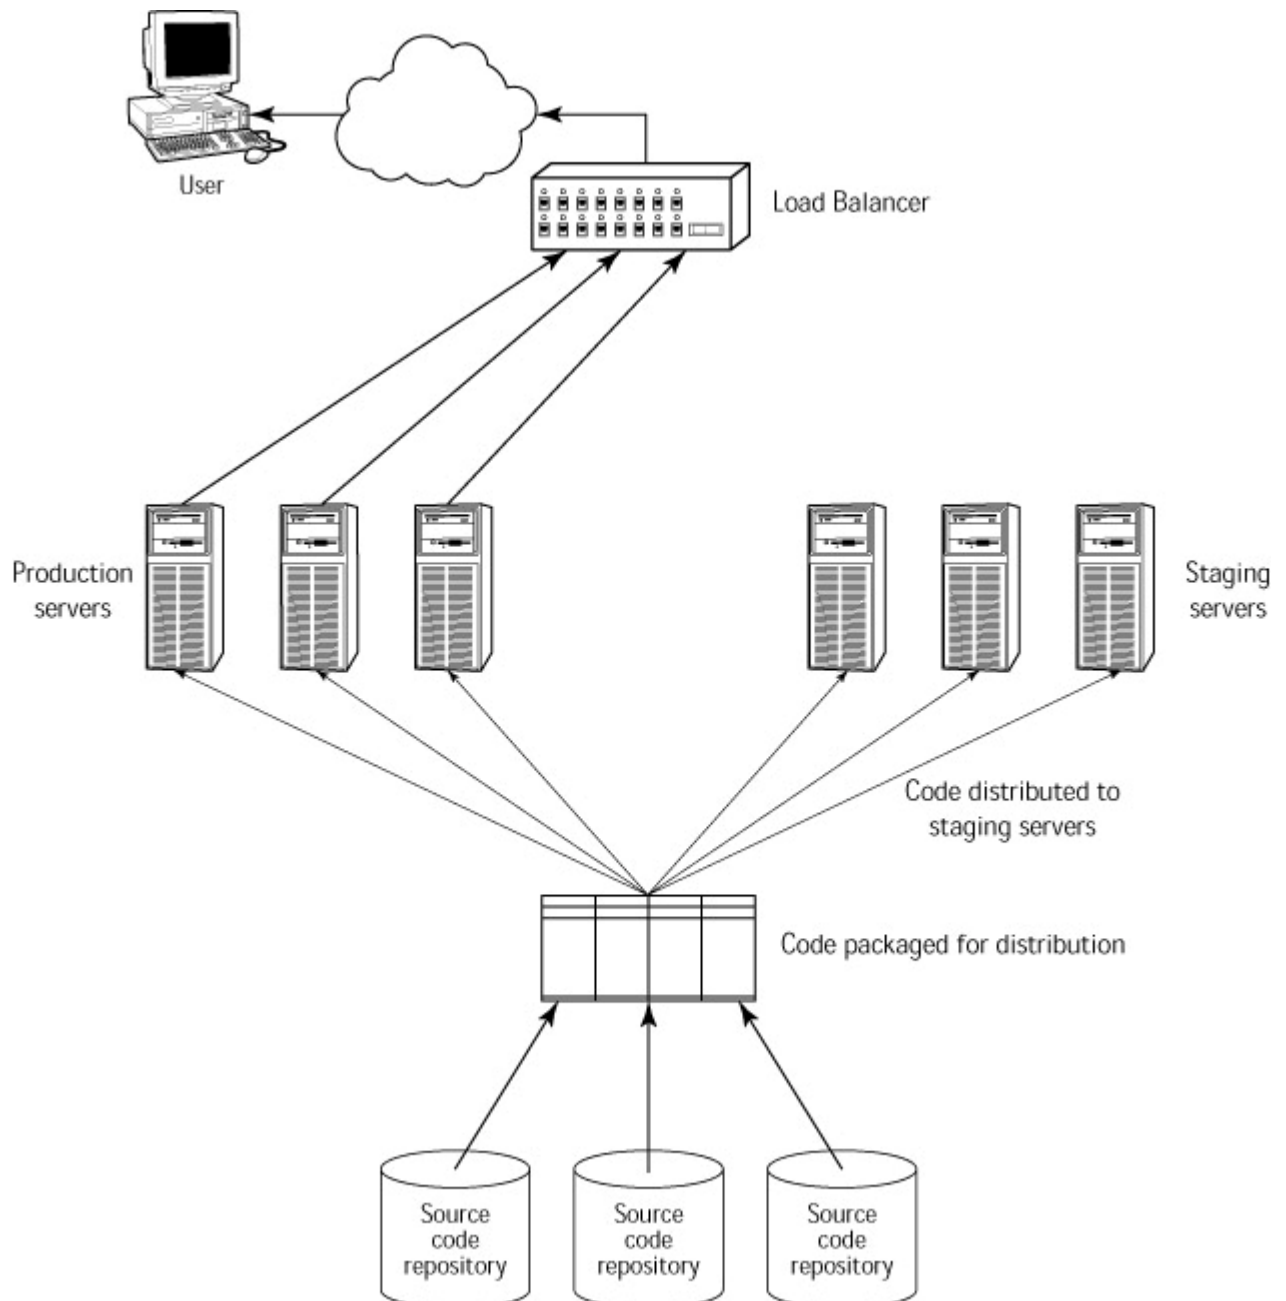 User
Load Balancer
Production
servers
Staging
servers
Code distributed to
staging servers
Code packaged for distribution
Source
code
repository
Source
code
repository
Source
code
repository